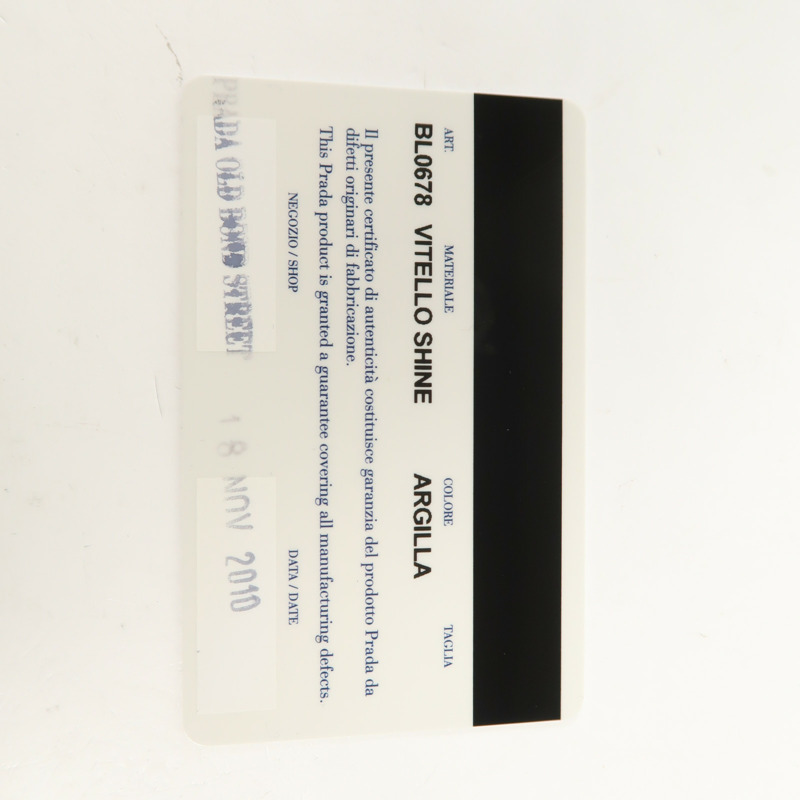 ART. MATERIALE COLORE TAGLIA
BL0678 VITELLO SHINE ARGILLA
Il presente certificato di autenticità costituisce garanzia del prodotto Prada da
difetti originari di fabbricazione.
This Prada product is granted a guarantee covering all manufacturing defects.
NEGOZIO / SHOP DATA / DATE
PRADA OLD BOND STREET 18 NOV 2010